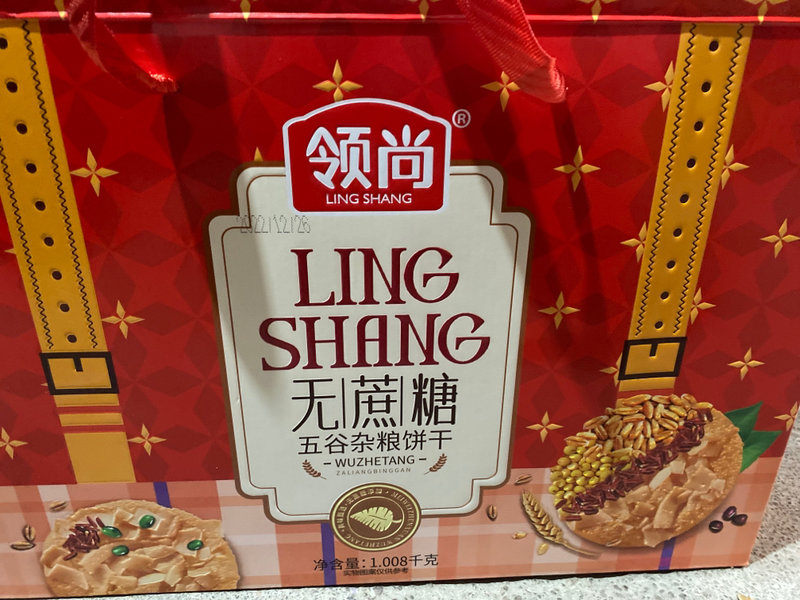 领尚
®
LING SHANG
2022/12/26
LING
SHANG
无蔗糖
五谷杂粮饼干
WUZHETANG
ZALIANGBINGGAN
净含量：1.008千克
实物图案仅供参考